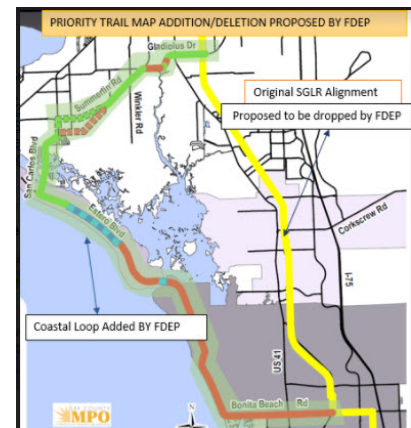 PRIORITY TRAIL MAP ADDITION/DELETION PROPOSED BY FDEP
Gladiolus Dr
Summerlin Rd
Winkler Rd
Original SGLR Alignment
Proposed to be dropped by FDEP
San Carlos Blvd
Estero Blvd
Corkscrew Rd
I-75
Coastal Loop Added BY FDEP
US 41
Bonita Beach Rd
MPO
N